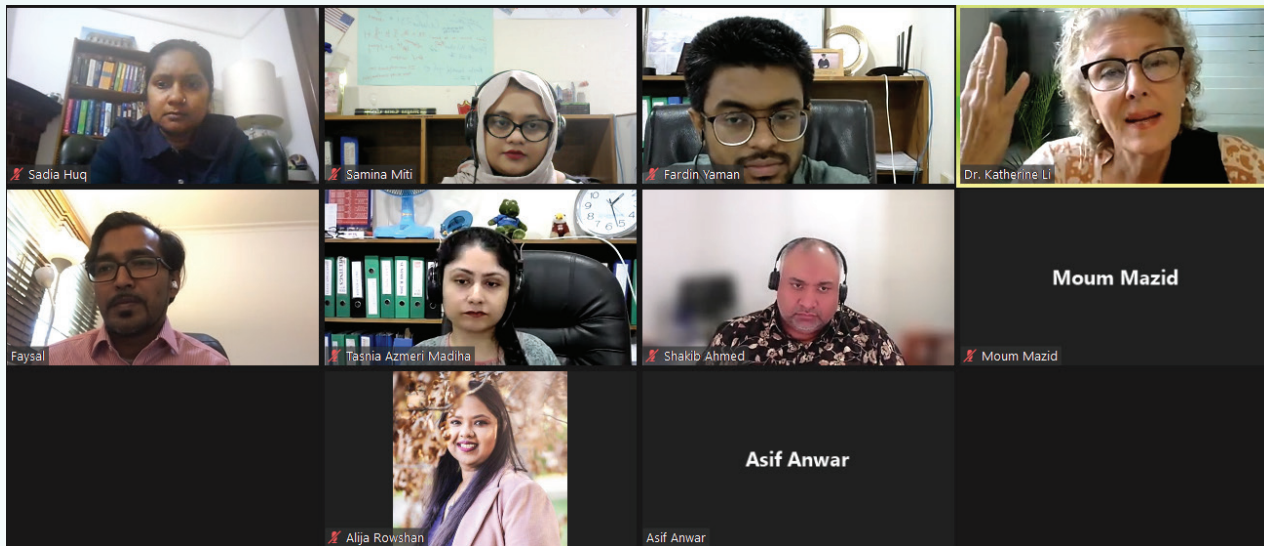 Sadia Huq
Samina Miti
Fardin Yaman
Dr. Katherine Li
Faysal
Tasnia Azmeri Madiha
Shakib Ahmed
Moum Mazid
Moum Mazid
Alija Rowshan
Asif Anwar
Asif Anwar